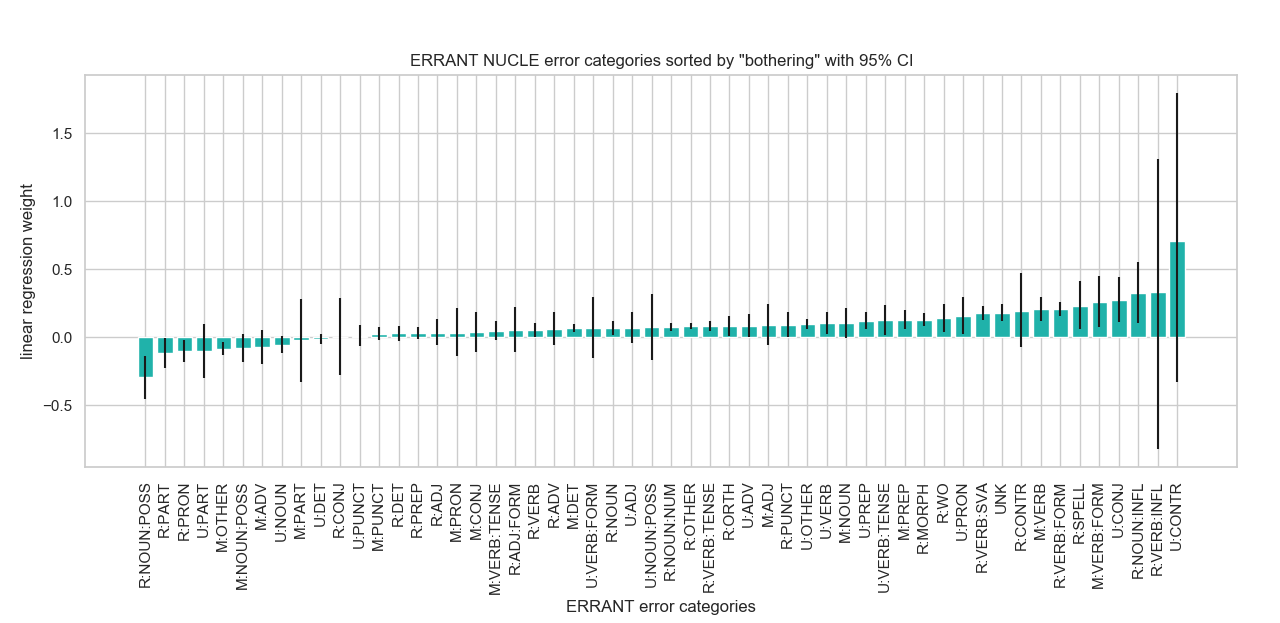 ERRANT NUCLE error categories sorted by "bothering" with 95% CI
linear regression weight
1.5
1.0
0.5
0.0
−0.5
R:NOUN:POSS
R:PART
R:PRON
U:PART
M:OTHER
M:NOUN:POSS
M:ADV
U:NOUN
M:PART
U:DET
R:CONJ
U:PUNCT
M:PUNCT
R:DET
R:PREP
R:ADJ
M:PRON
M:CONJ
M:VERB:TENSE
R:ADJ:FORM
R:VERB
R:ADV
M:DET
U:VERB:FORM
R:NOUN
U:ADJ
U:NOUN:POSS
R:NOUN:NUM
R:OTHER
R:VERB:TENSE
R:ORTH
U:ADV
M:ADJ
R:PUNCT
U:OTHER
U:VERB
M:NOUN
U:PREP
U:VERB:TENSE
M:PREP
R:MORPH
R:WO
U:PRON
R:VERB:SVA
UNK
R:CONTR
M:VERB
R:VERB:FORM
R:SPELL
M:VERB:FORM
U:CONJ
R:NOUN:INFL
R:VERB:INFL
U:CONTR
ERRANT error categories